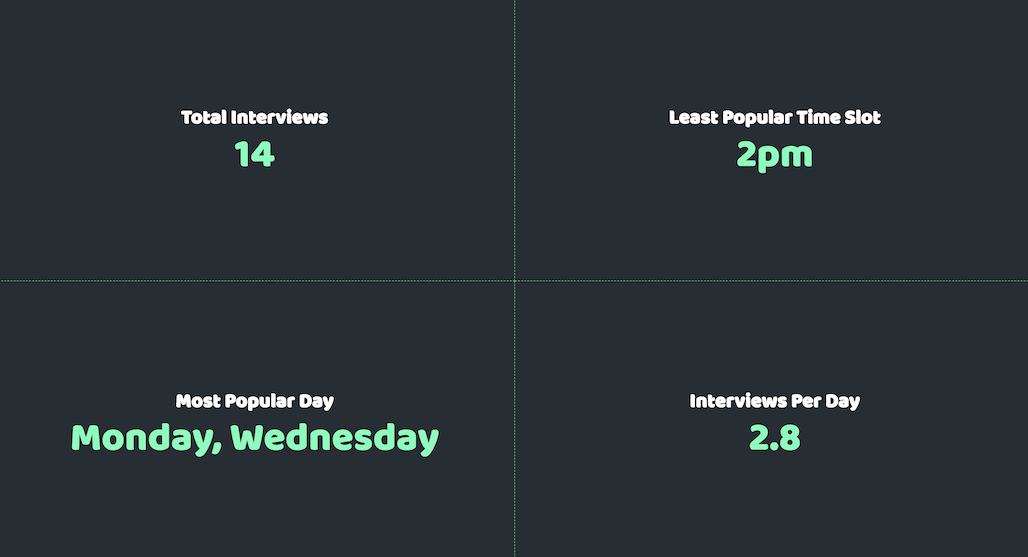 Total Interviews
14
Least Popular Time Slot
2pm
Most Popular Day
Monday, Wednesday
Interviews Per Day
2.8